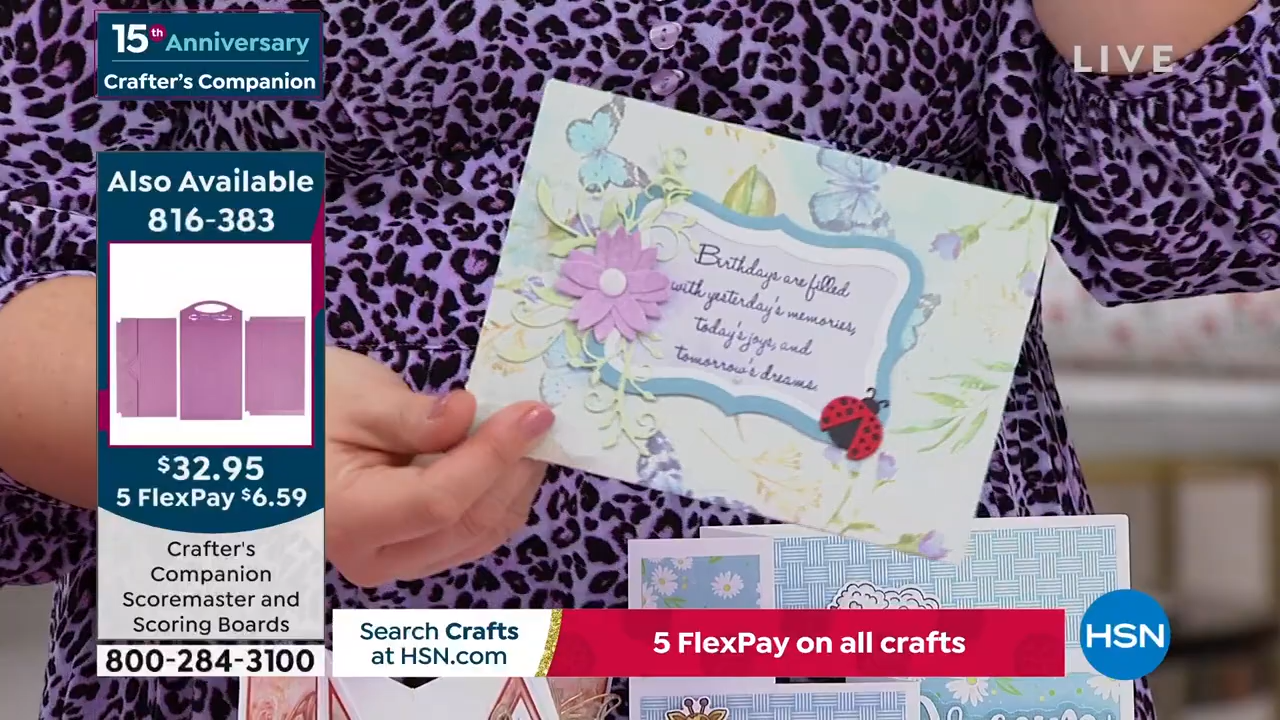 15th Anniversary
Crafter's Companion
LIVE
Also Available
816-383
$32.95
5 FlexPay $6.59
Crafter's
Companion
Scoremaster and
Scoring Boards
800-284-3100
Birthdays are filled
with yesterday's memories,
today's joys, and
tomorrow's dreams.
Search Crafts
at HSN.com
5 FlexPay on all crafts
HSN